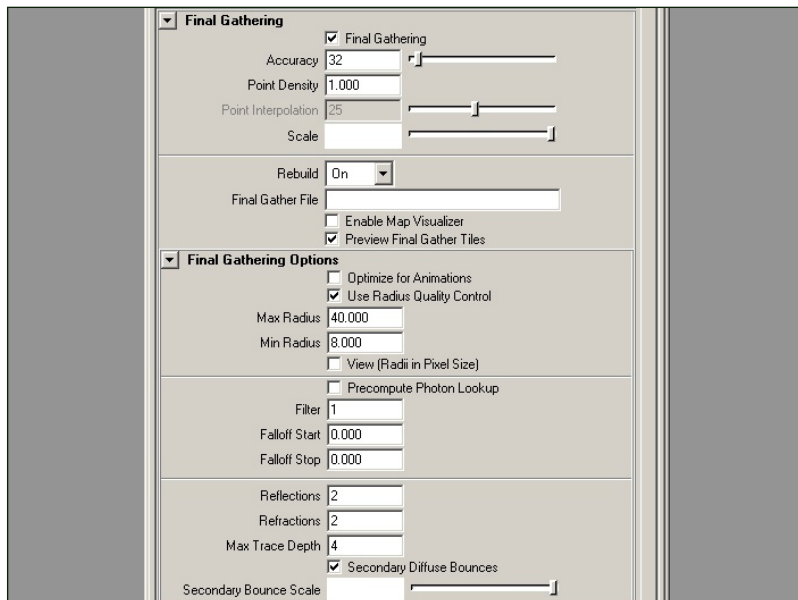 Final Gathering
Final Gathering
Accuracy 32
Point Density 1.000
Point Interpolation 25
Scale
Rebuild On
Final Gather File
Enable Map Visualizer
Preview Final Gather Tiles
Final Gathering Options
Optimize for Animations
Use Radius Quality Control
Max Radius 40.000
Min Radius 8.000
View (Radii in Pixel Size)
Precompute Photon Lookup
Filter 1
Falloff Start 0.000
Falloff Stop 0.000
Reflections 2
Refractions 2
Max Trace Depth 4
Secondary Diffuse Bounces
Secondary Bounce Scale